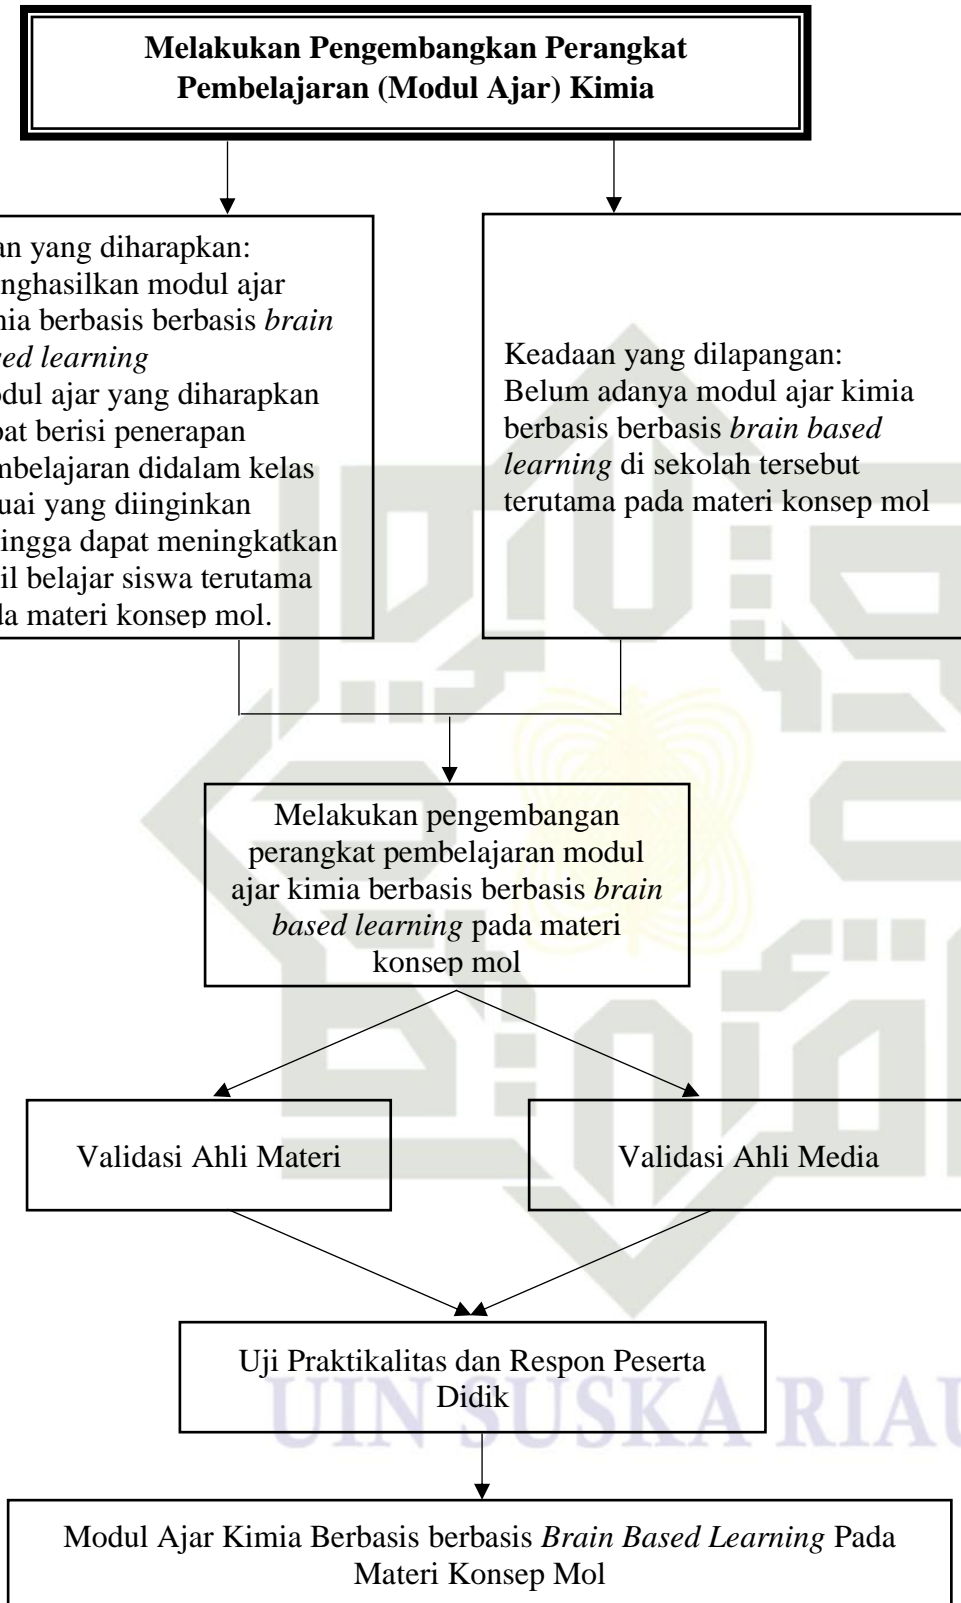 Melakukan Pengembangkan Perangkat
Pembelajaran (Modul Ajar) Kimia
an yang diharapkan:
nghasilkan modul ajar
nia berbasis berbasis brain
sed learning
odul ajar yang diharapkan
pat berisi penerapan
mbelajaran didalam kelas
uai yang diinginkan
ingga dapat meningkatkan
il belajar siswa terutama
da materi konsep mol.
Keadaan yang dilapangan:
Belum adanya modul ajar kimia
berbasis berbasis brain based
learning di sekolah tersebut
terutama pada materi konsep mol
Melakukan pengembangan
perangkat pembelajaran modul
ajar kimia berbasis berbasis brain
based learning pada materi
konsep mol
Validasi Ahli Materi
Validasi Ahli Media
Uji Praktikalitas dan Respon Peserta
Didik
UIN SUSKA RIAU
Modul Ajar Kimia Berbasis berbasis Brain Based Learning Pada
Materi Konsep Mol